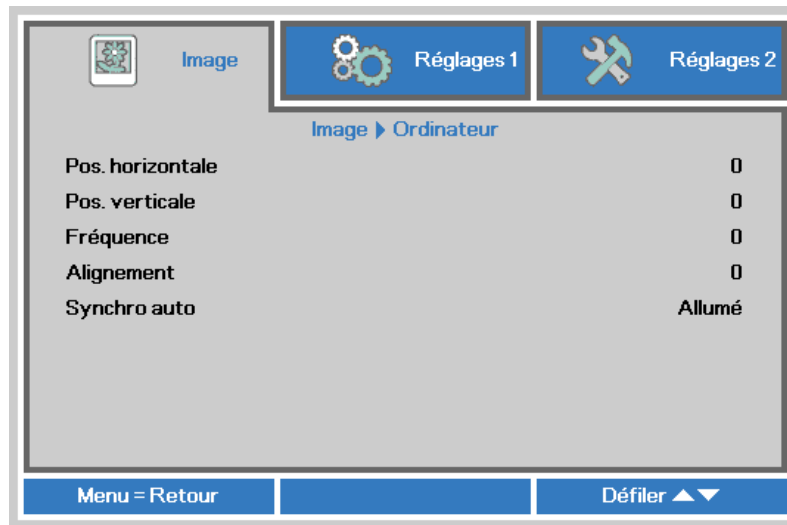 Image Réglages 1 Réglages 2
Image ▶ Ordinateur
Pos. horizontale 0
Pos. verticale 0
Fréquence 0
Alignement 0
Synchro auto Allumé
Menu = Retour Défiler ▲▼